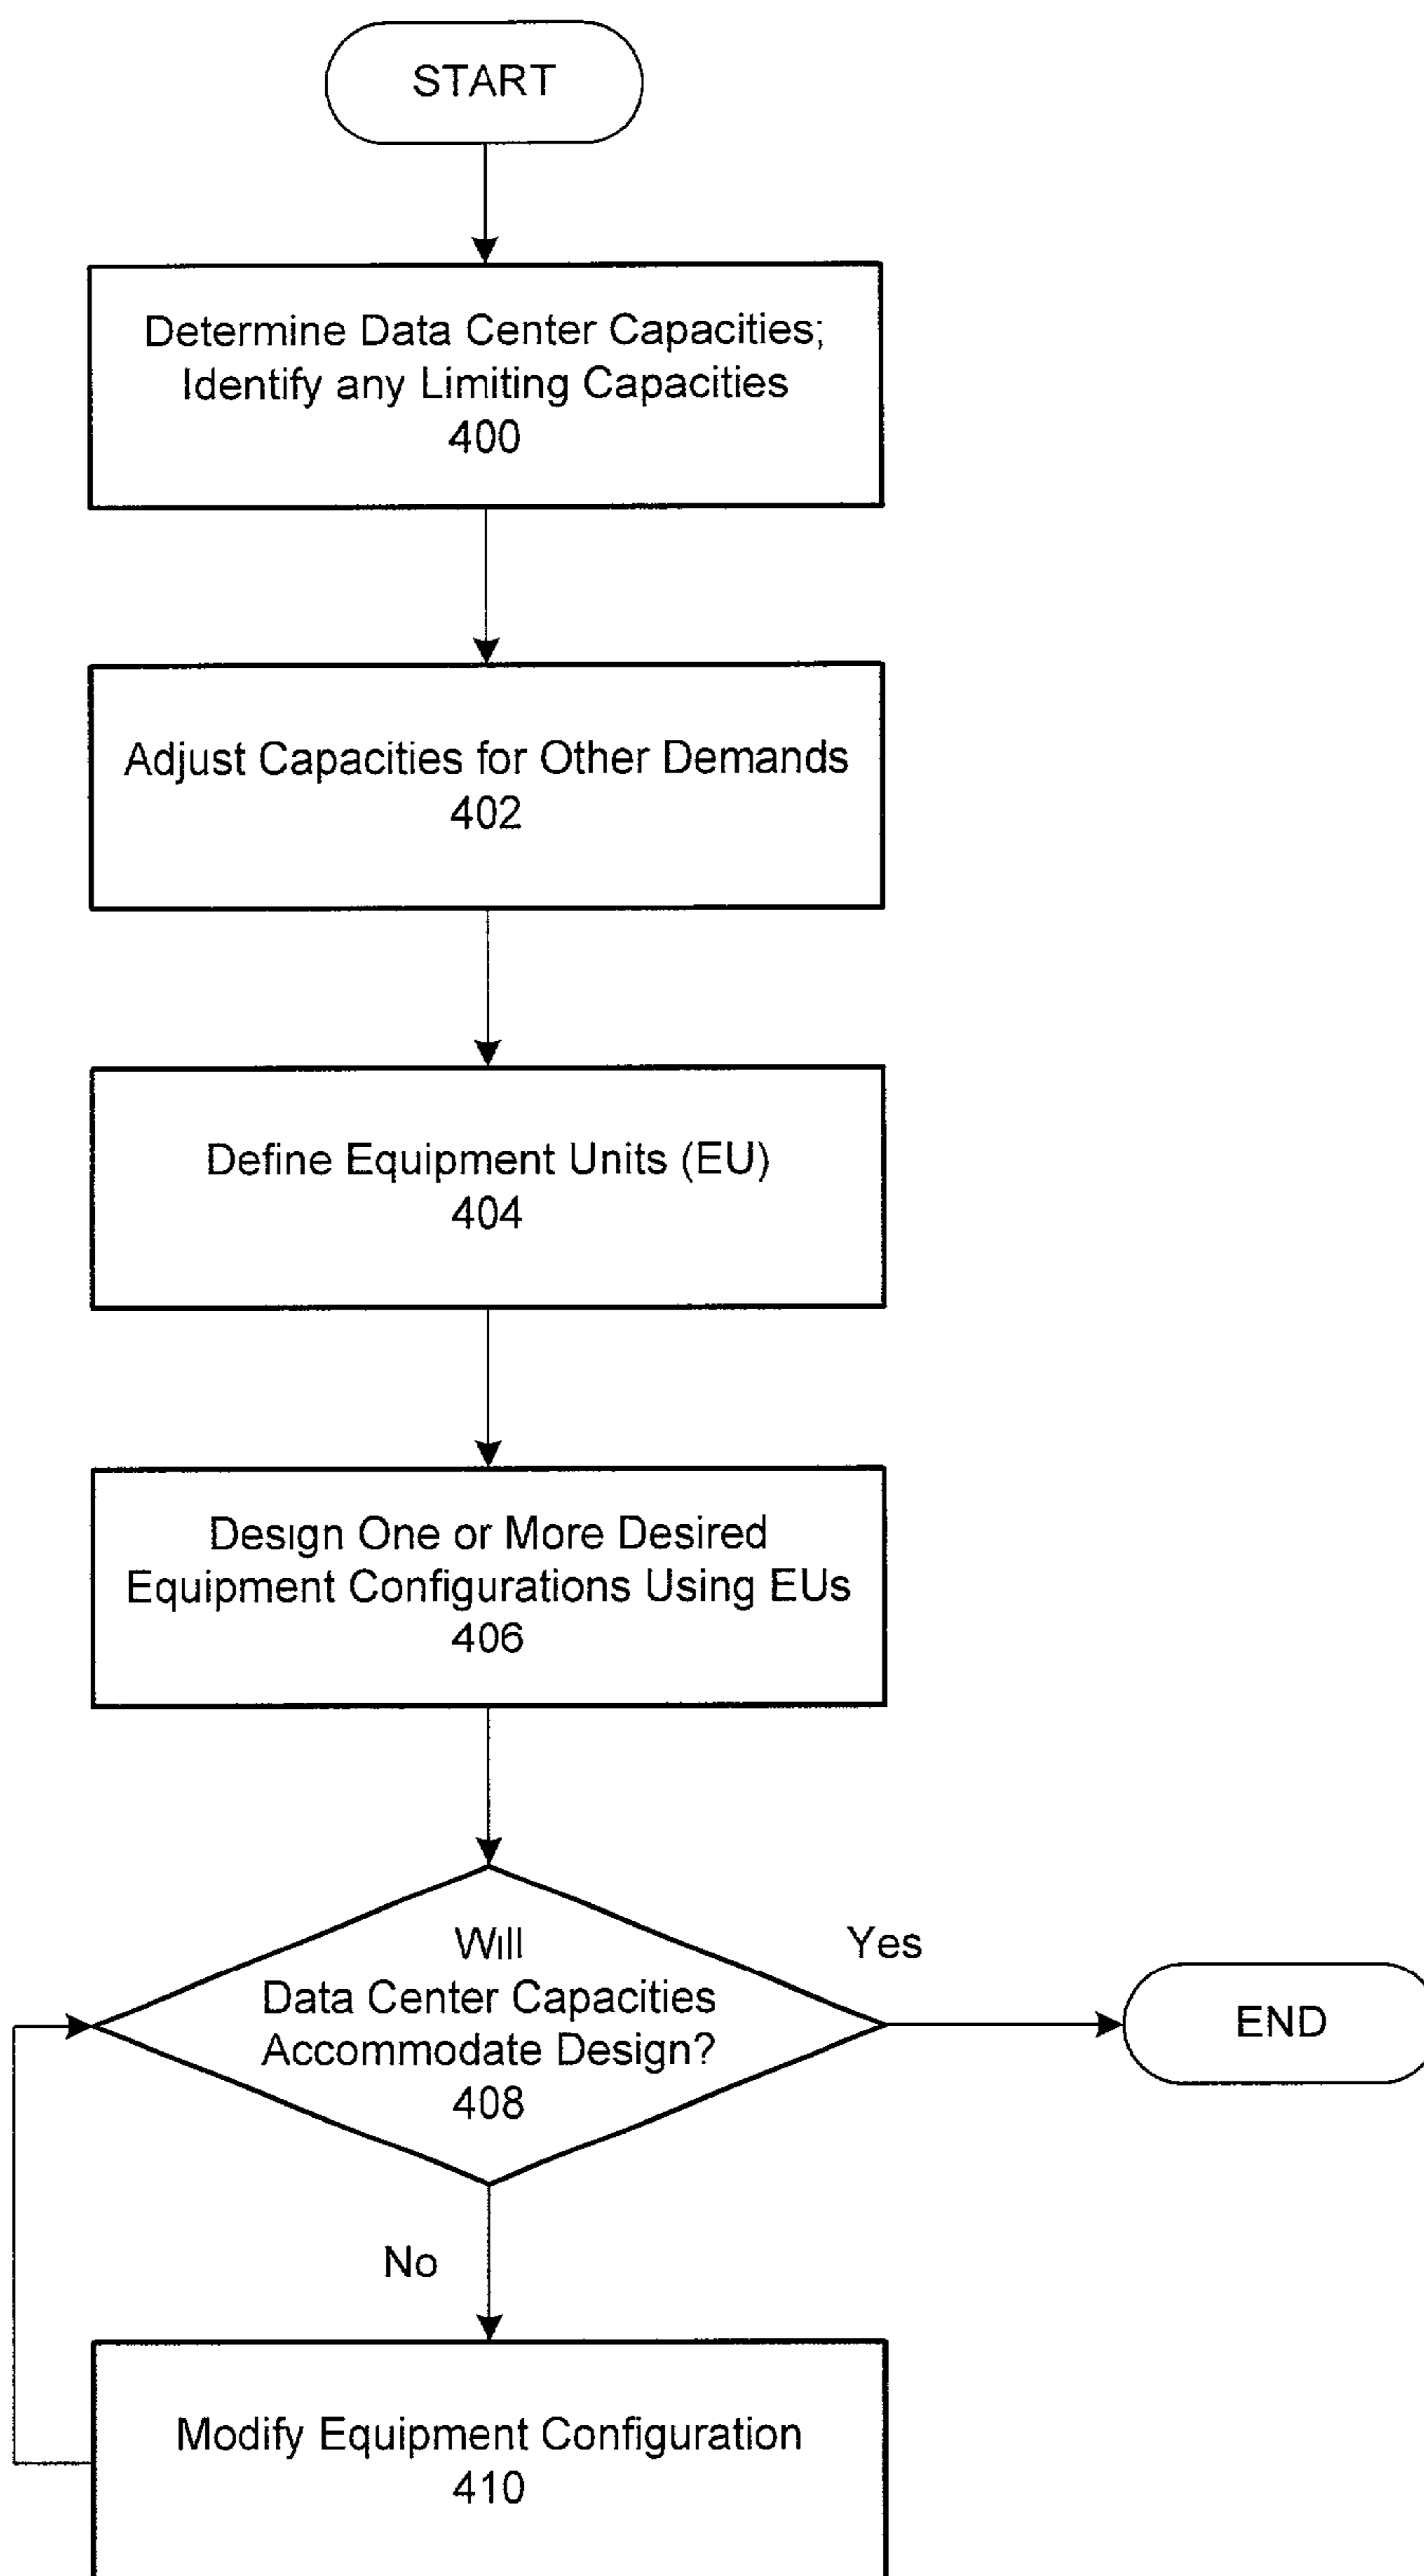 START
Determine Data Center Capacities;
Identify any Limiting Capacities
400
Adjust Capacities for Other Demands
402
Define Equipment Units (EU)
404
Design One or More Desired
Equipment Configurations Using EUs
406
Will
Data Center Capacities
Accommodate Design?
408
Yes
END
No
Modify Equipment Configuration
410